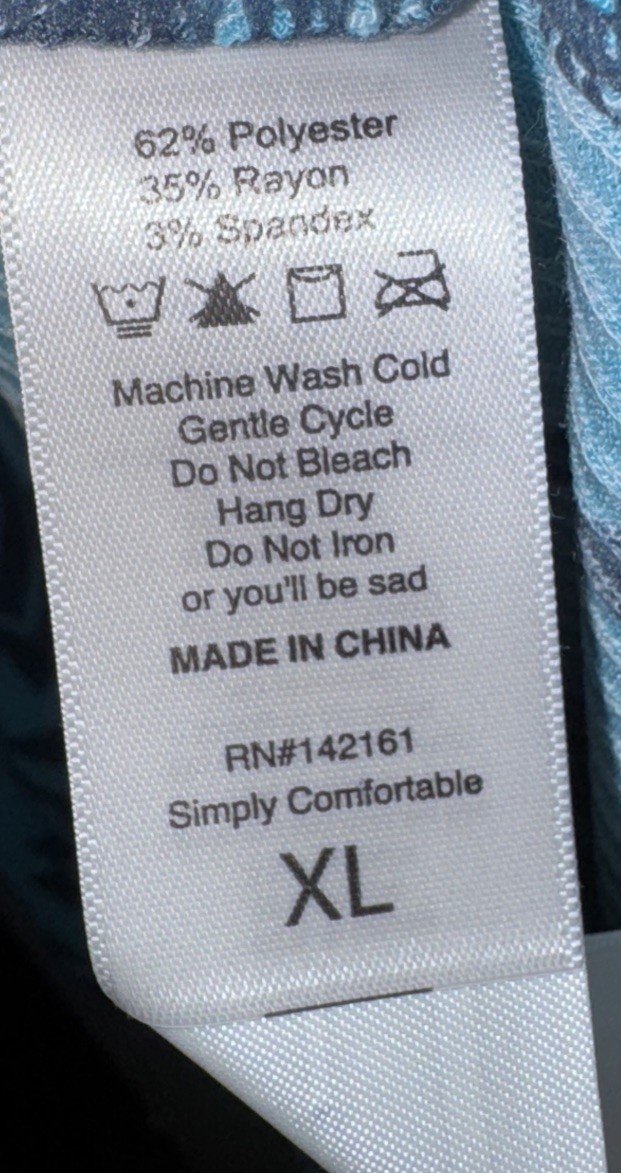 62% Polyester
35% Rayon
3% Spandex
Machine Wash Cold
Gentle Cycle
Do Not Bleach
Hang Dry
Do Not Iron
or you'll be sad
MADE IN CHINA
RN#142161
Simply Comfortable
XL